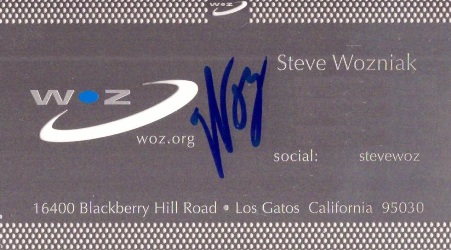 WOZ
Steve Wozniak
WOZ
Woz
woz.org
social: stevewoz
16400 Blackberry Hill Road • Los Gatos California 95030